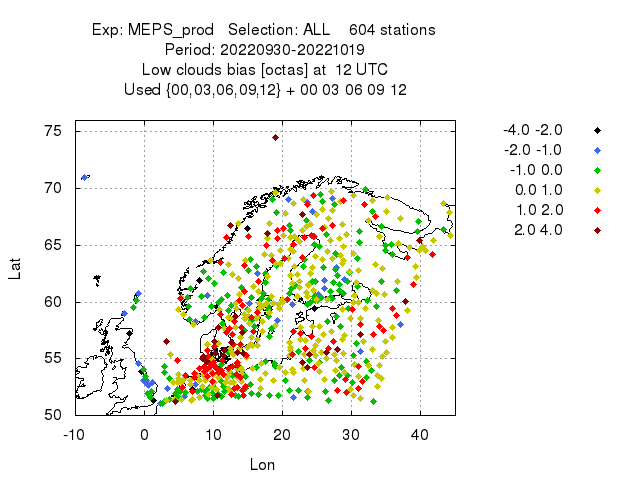 Exp: MEPS_prod Selection: ALL 604 stations
Period: 20220930-20221019
Low clouds bias [octas] at 12 UTC
Used {00,03,06,09,12} + 00 03 06 09 12
75
70
65
60
55
50
Lat
-10 0 10 20 30 40
Lon
-4.0 -2.0
-2.0 -1.0
-1.0 0.0
0.0 1.0
1.0 2.0
2.0 4.0